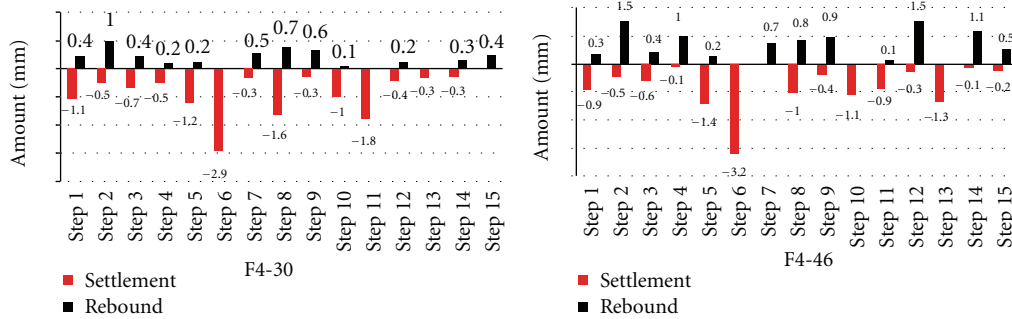 Amount (mm)
0.4
1
0.4
0.2
0.2
0.5
0.7
0.6
0.1
0.2
0.3
0.4
−1.1
−0.5
−0.7
−0.5
−1.2
−2.9
−0.3
−1.6
−0.3
−1
−1.8
−0.4
−0.3
−0.3
Step 1
Step 2
Step 3
Step 4
Step 5
Step 6
Step 7
Step 8
Step 9
Step 10
Step 11
Step 12
Step 13
Step 14
Step 15
F4-30
Settlement
Rebound
Amount (mm)
0.3
1.5
0.4
1
0.2
0.7
0.8
0.9
0.1
1.5
1.1
0.5
−0.9
−0.5
−0.6
−0.1
−1.4
−3.2
−1
−0.4
−1.1
−0.9
−0.3
−1.3
−0.1
−0.2
Step 1
Step 2
Step 3
Step 4
Step 5
Step 6
Step 7
Step 8
Step 9
Step 10
Step 11
Step 12
Step 13
Step 14
Step 15
F4-46
Settlement
Rebound